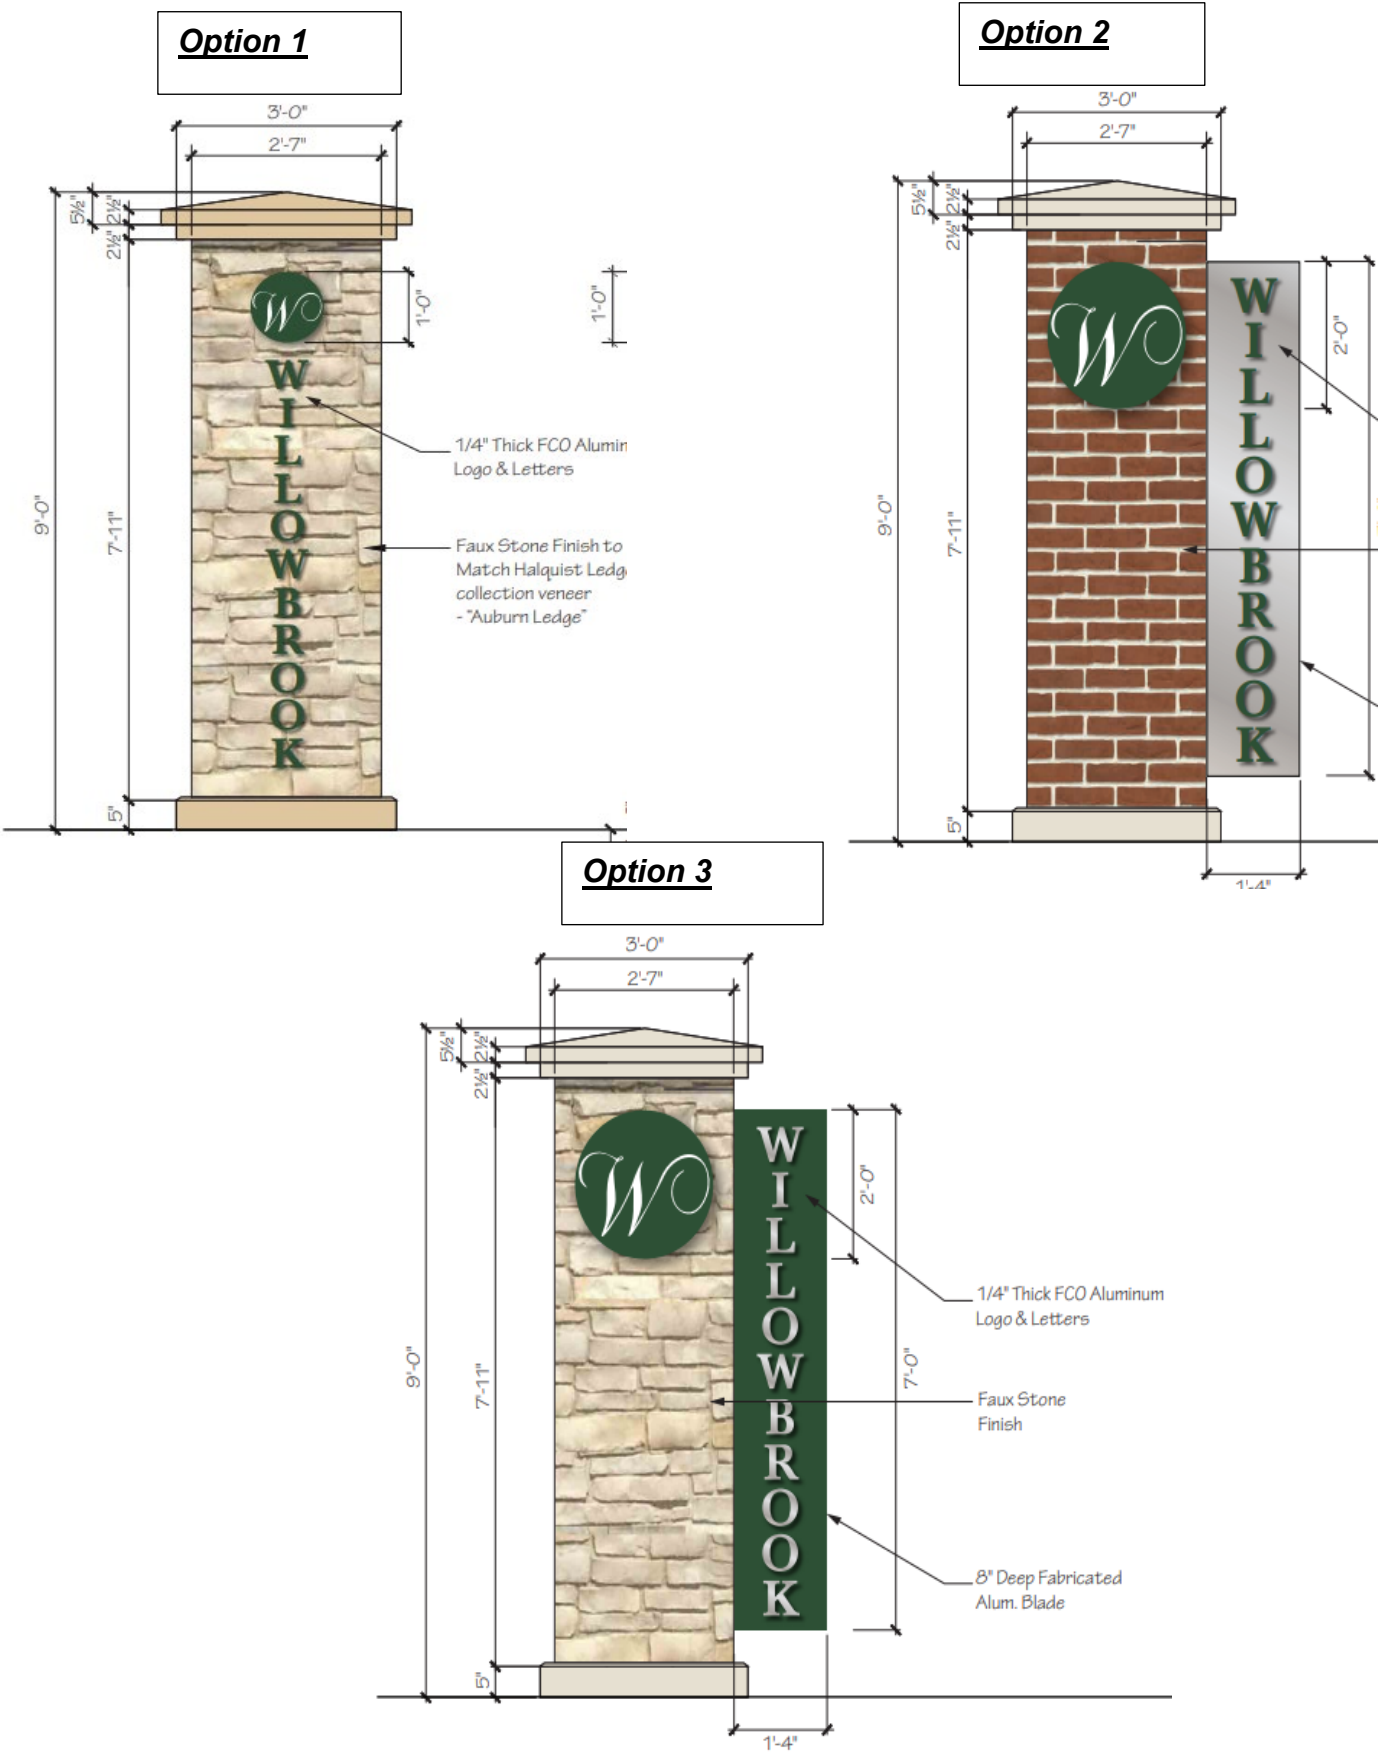 Option 1
3'-0"
2'-7"
5½"
2½"
2½"
1'-0"
1'-0"
W
WILLOWBROOK
1/4" Thick FCO Alumin
Logo & Letters
Faux Stone Finish to
Match Halquist Ledg
collection veneer
- "Auburn Ledge"
9'-0"
7'-11"
5"
Option 2
3'-0"
2'-7"
5½"
2½"
2½"
W
WILLOWBROOK
2'-0"
9'-0"
7'-11"
5"
1'-4"
Option 3
3'-0"
2'-7"
5½"
2½"
2½"
W
WILLOWBROOK
2'-0"
1/4" Thick FCO Aluminum
Logo & Letters
9'-0"
7'-11"
7'-0"
Faux Stone
Finish
8" Deep Fabricated
Alum. Blade
5"
1'-4"